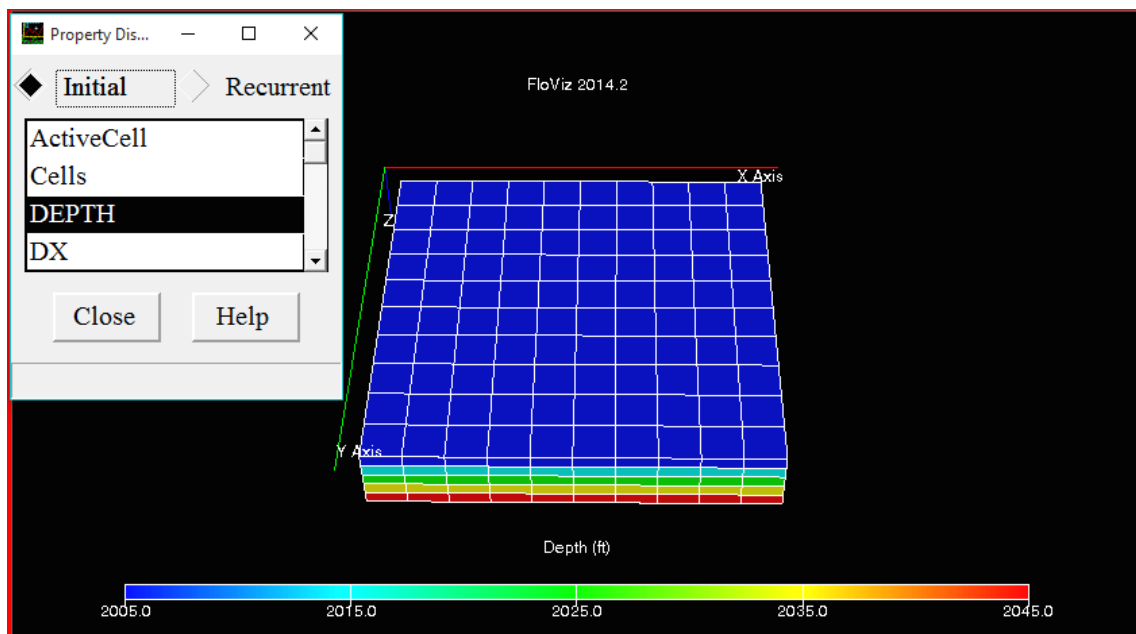 Property Dis...
Initial Recurrent
ActiveCell
Cells
DEPTH
DX
Close Help
FloViz 2014.2
X Axis
Z
Y Axis
Depth (ft)
2005.0 2015.0 2025.0 2035.0 2045.0